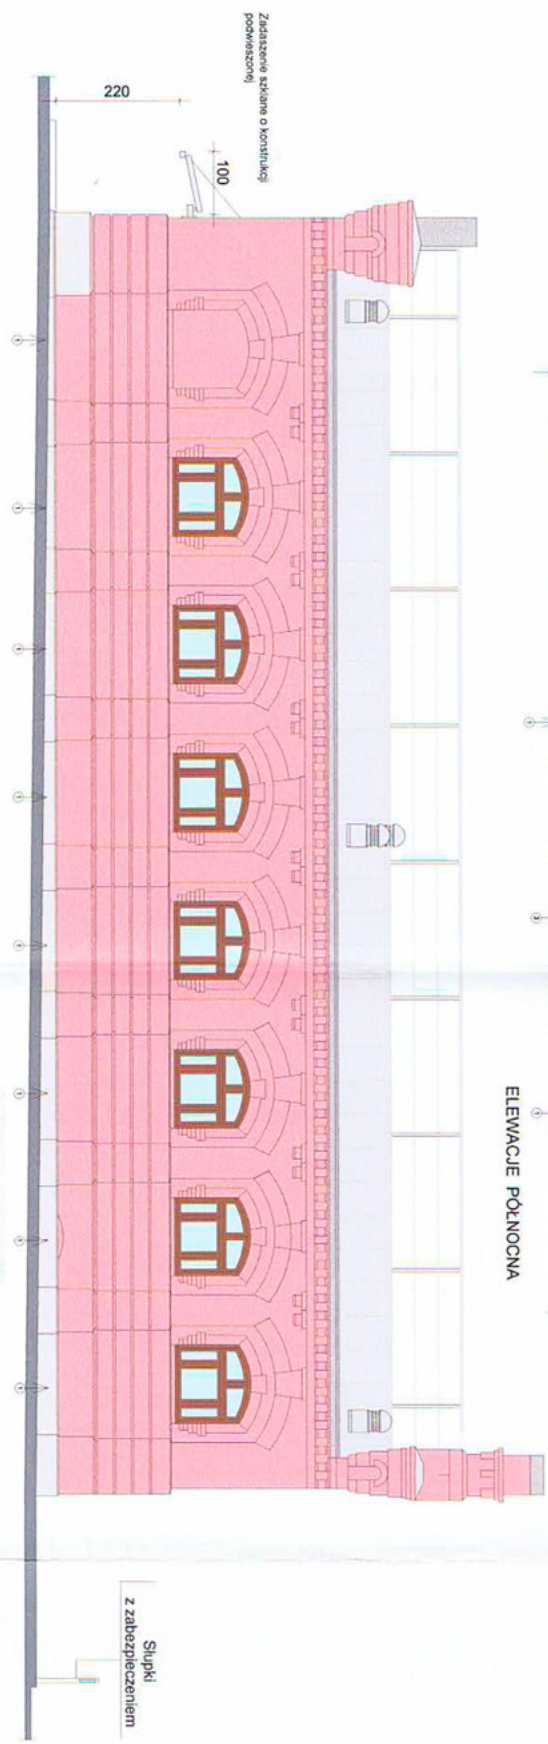 ELEWACJE PÓŁNOCNA
Zadaszenie szklane o konstrukcji
podwieszonej
100
220
Słupki
z zabezpieczeniem